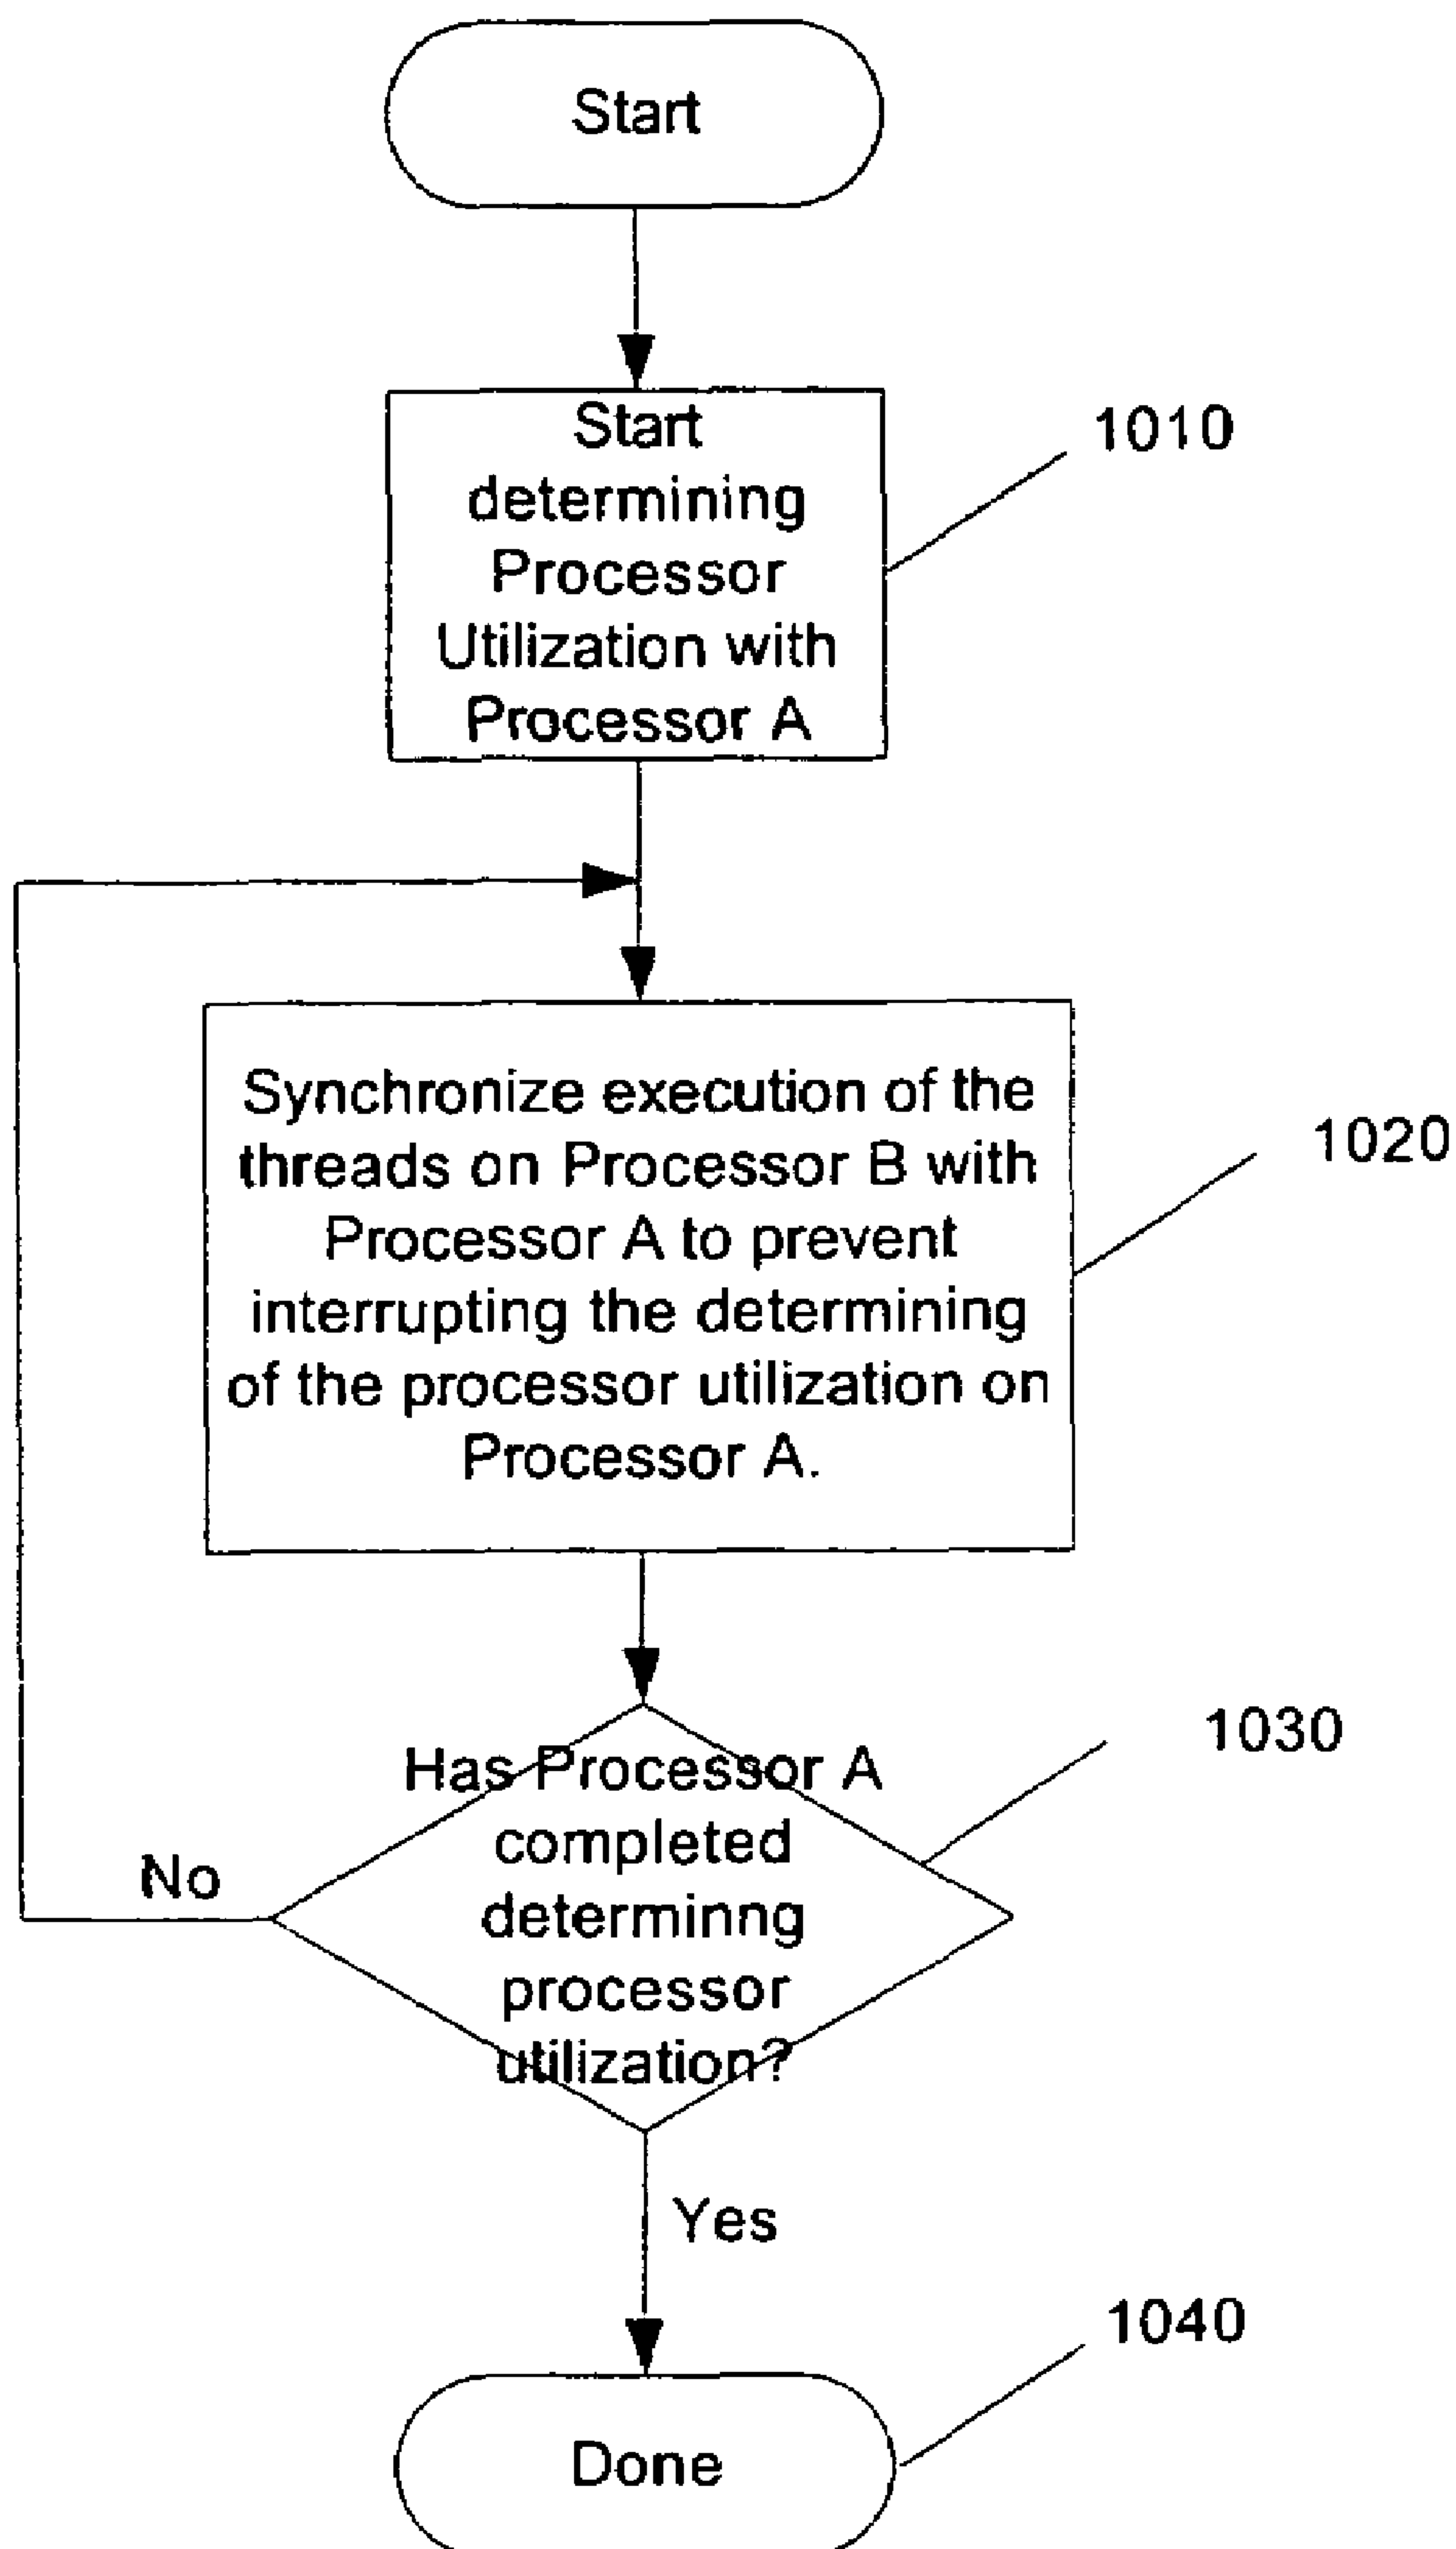 Start
Start
determining
Processor
Utilization with
Processor A
1010
Synchronize execution of the
threads on Processor B with
Processor A to prevent
interrupting the determining
of the processor utilization on
Processor A.
1020
Has Processor A
completed
determinng
processor
utilization?
1030
No
Yes
1040
Done